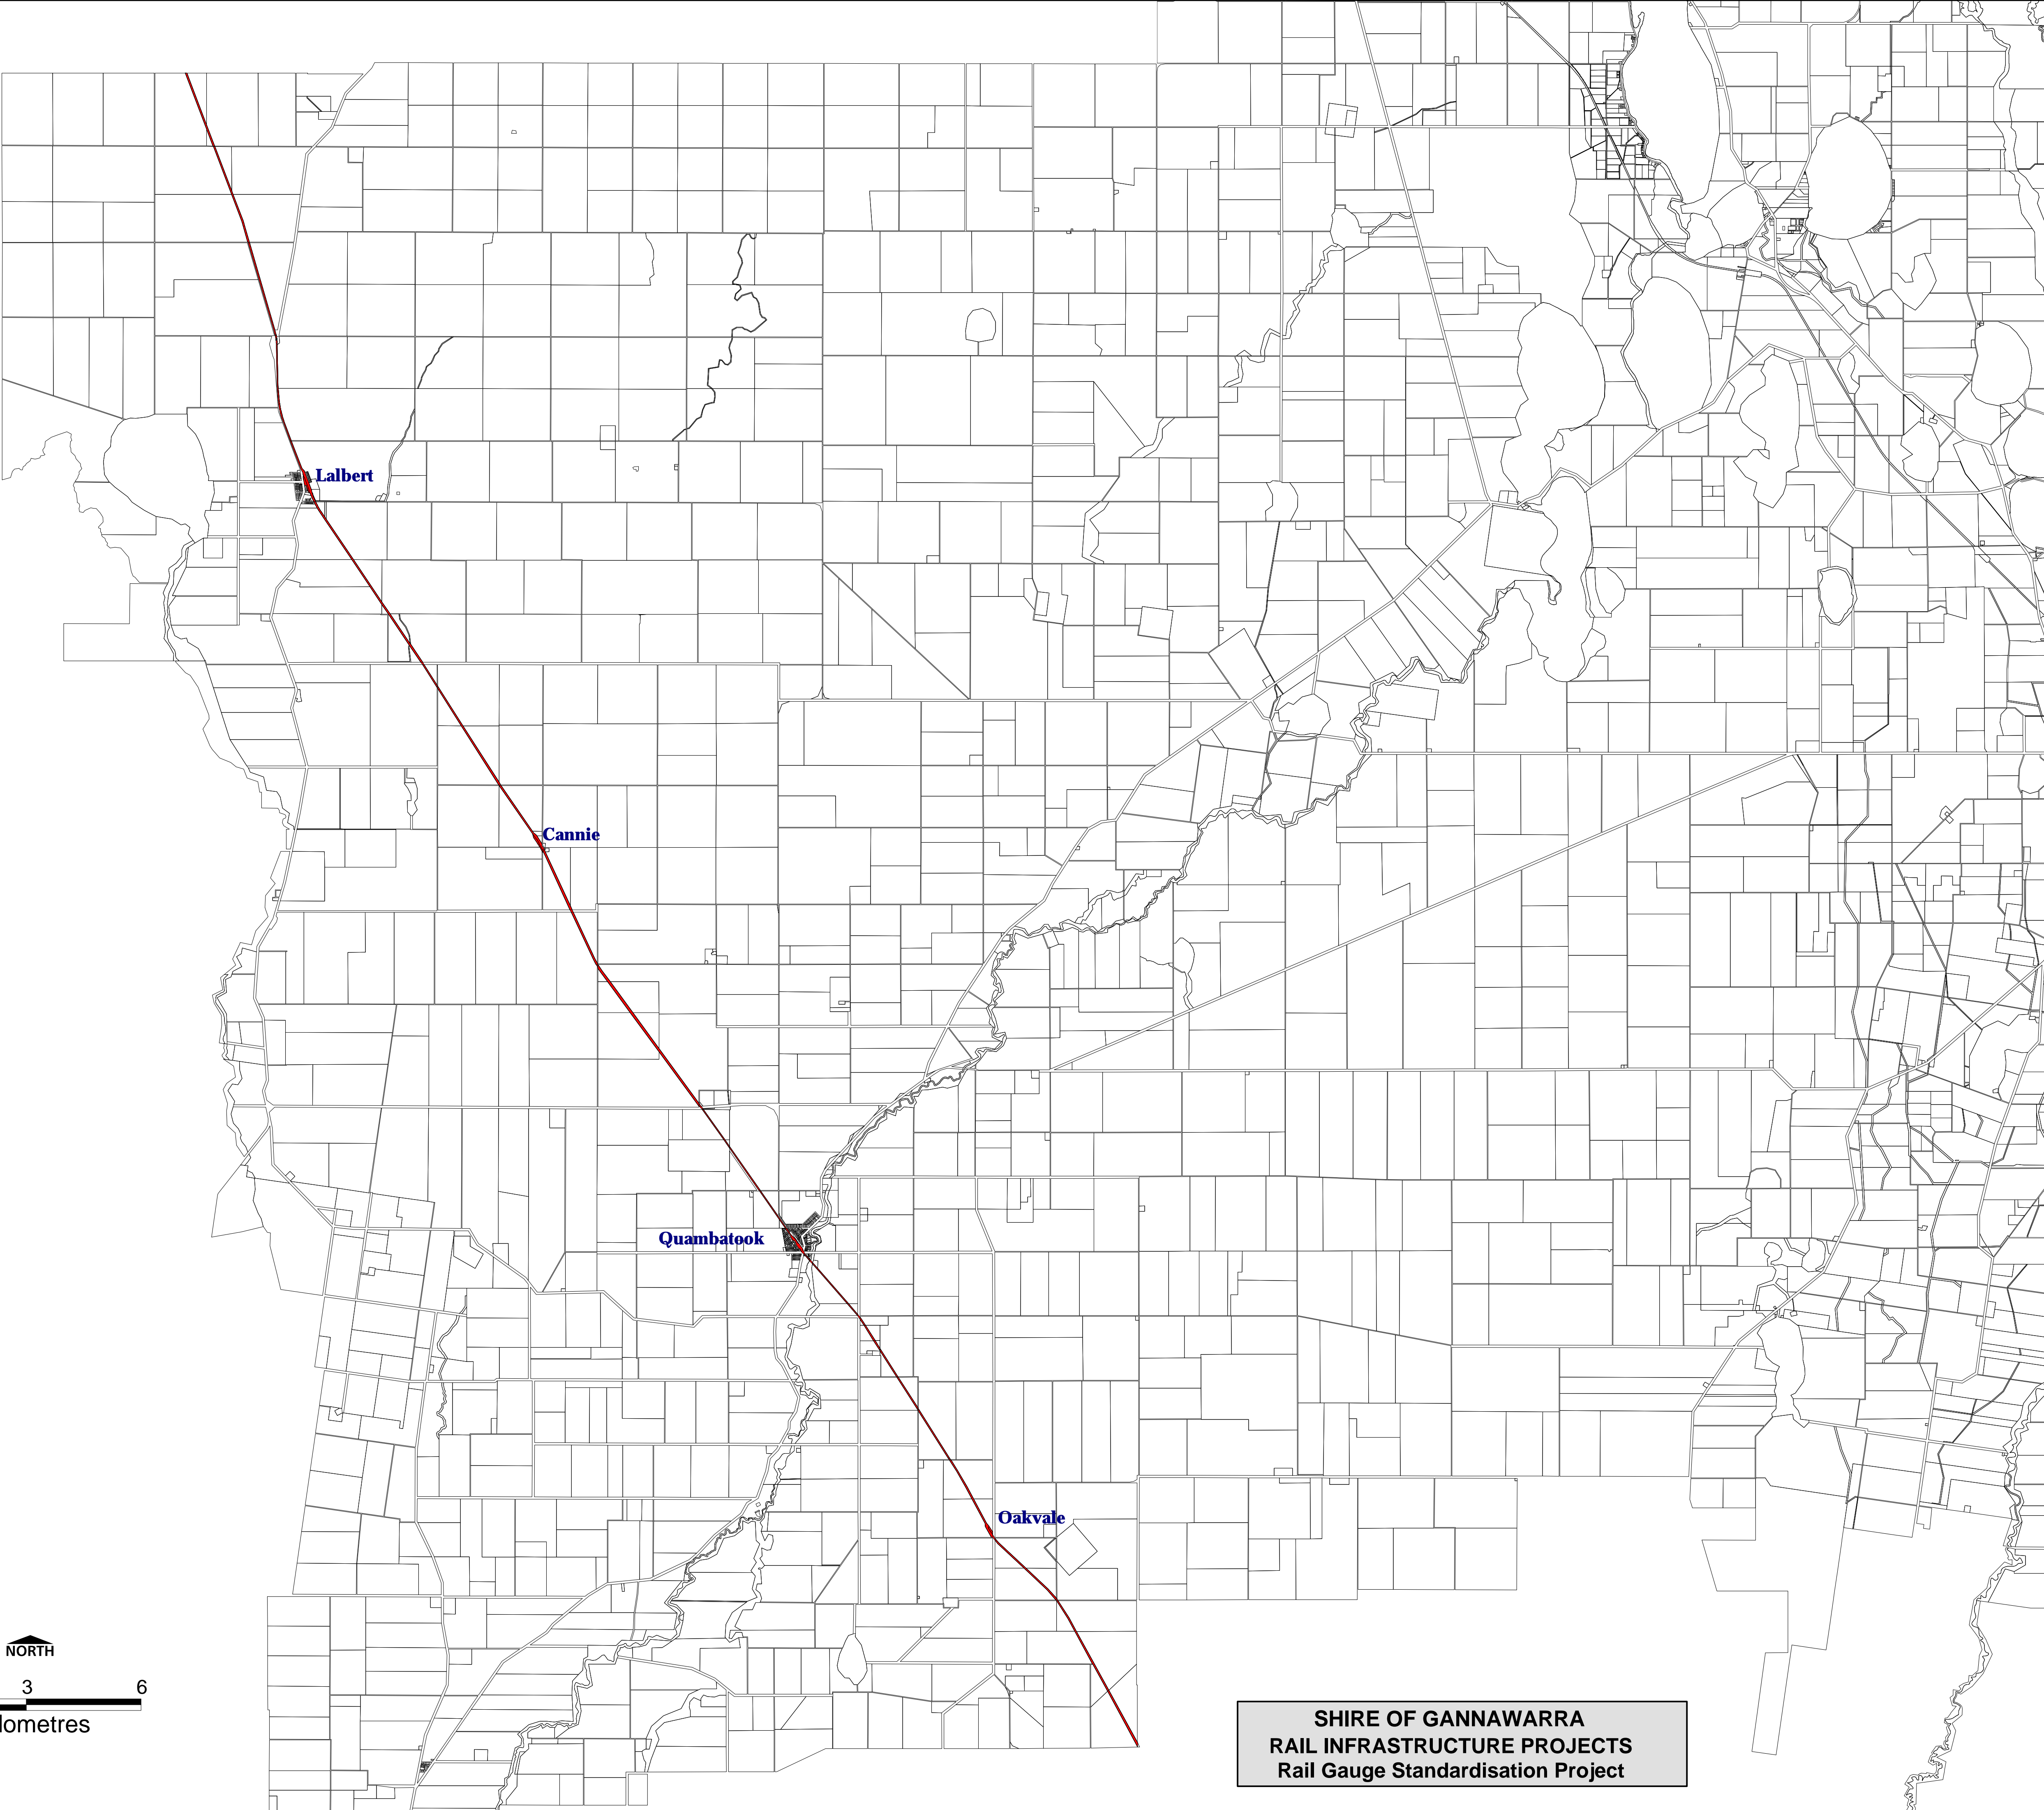 Lalbert
Cannie
Quambatook
Oakvale
NORTH
3 6
lometres
SHIRE OF GANNAWARRA
RAIL INFRASTRUCTURE PROJECTS
Rail Gauge Standardisation Project